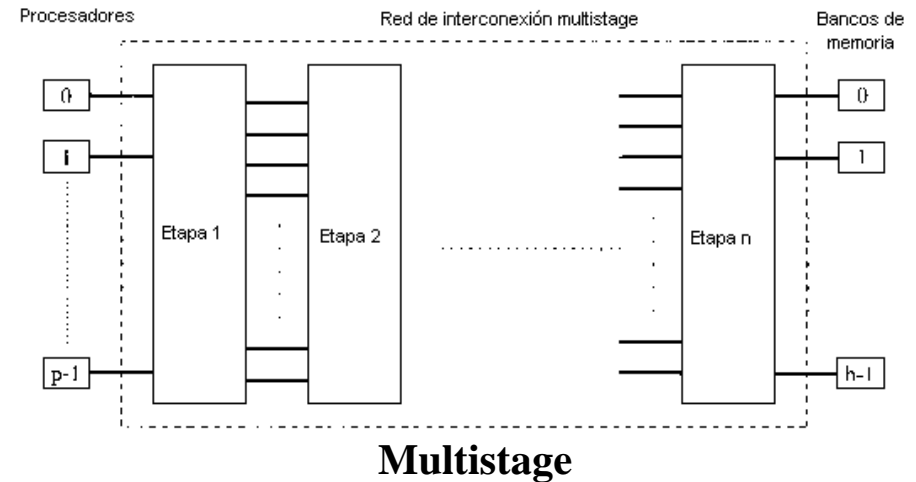 Procesadores
Red de interconexión multistage
Bancos de
memoria
0
0
i
1
Etapa 1
Etapa 2
Etapa n
p-1
h-1
Multistage